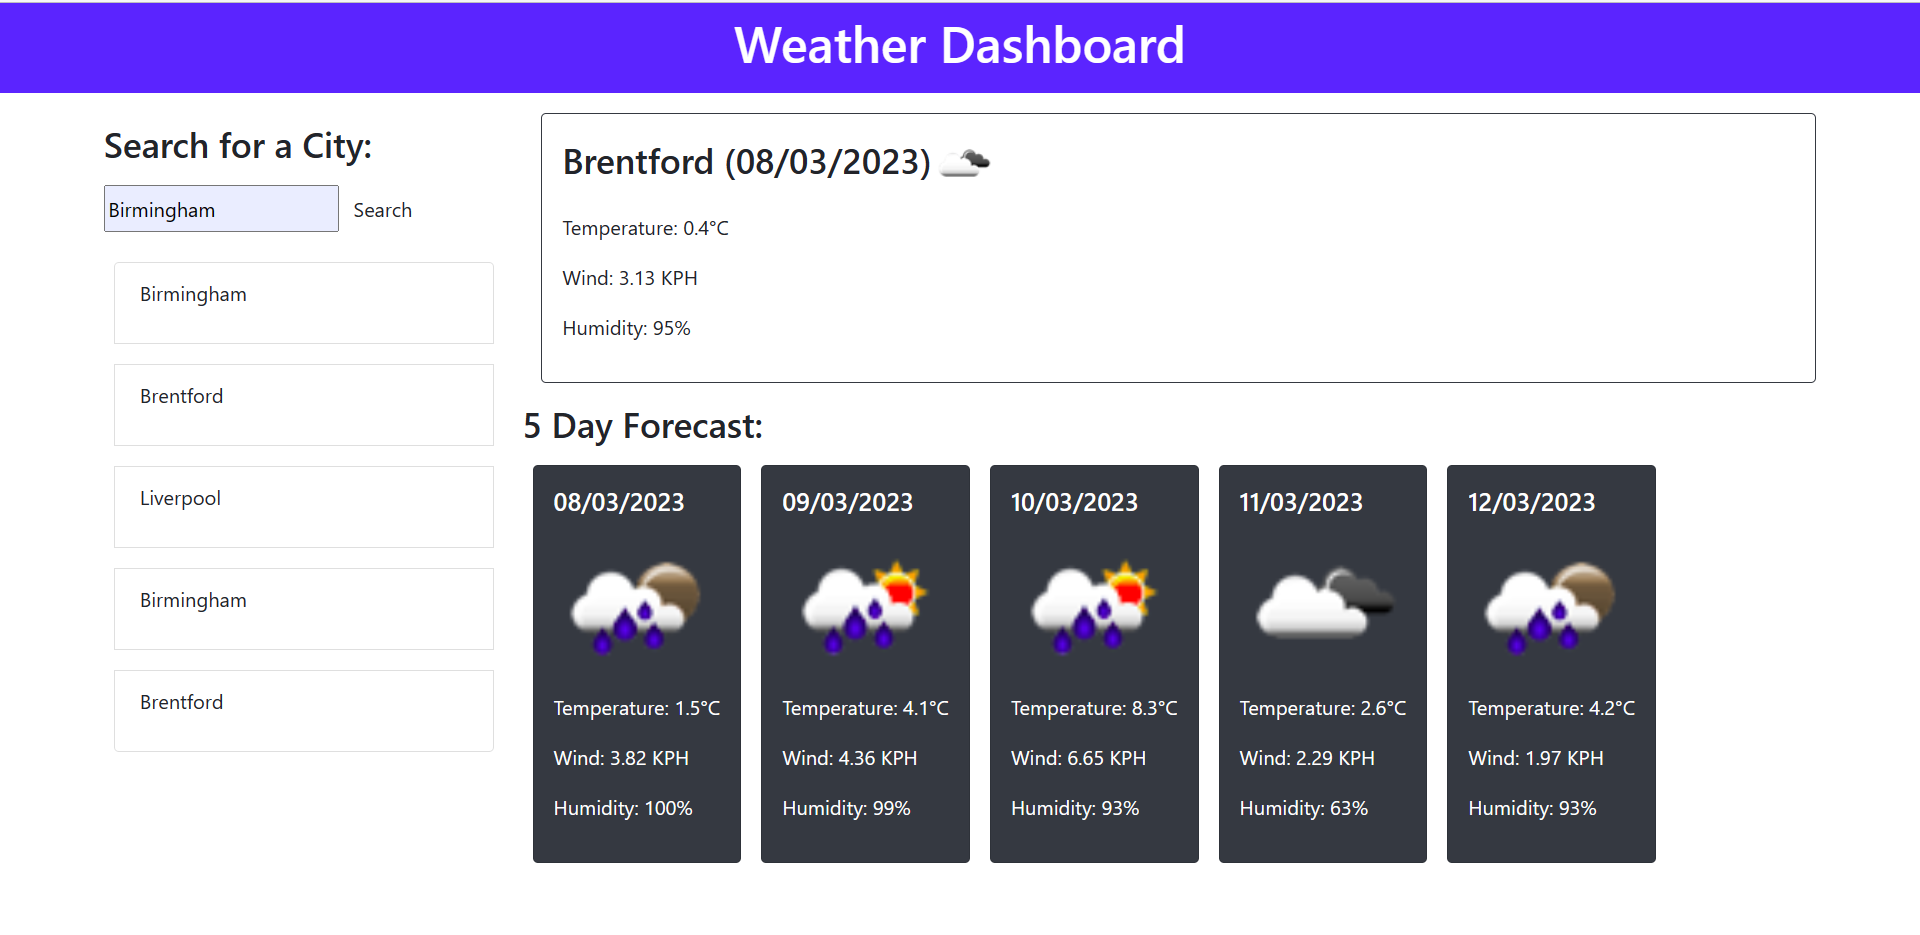 Weather Dashboard
Search for a City:
Birmingham Search
Birmingham
Brentford
Liverpool
Birmingham
Brentford
Brentford (08/03/2023)
Temperature: 0.4°C
Wind: 3.13 KPH
Humidity: 95%
5 Day Forecast:
08/03/2023
Temperature: 1.5°C
Wind: 3.82 KPH
Humidity: 100%
09/03/2023
Temperature: 4.1°C
Wind: 4.36 KPH
Humidity: 99%
10/03/2023
Temperature: 8.3°C
Wind: 6.65 KPH
Humidity: 93%
11/03/2023
Temperature: 2.6°C
Wind: 2.29 KPH
Humidity: 63%
12/03/2023
Temperature: 4.2°C
Wind: 1.97 KPH
Humidity: 93%